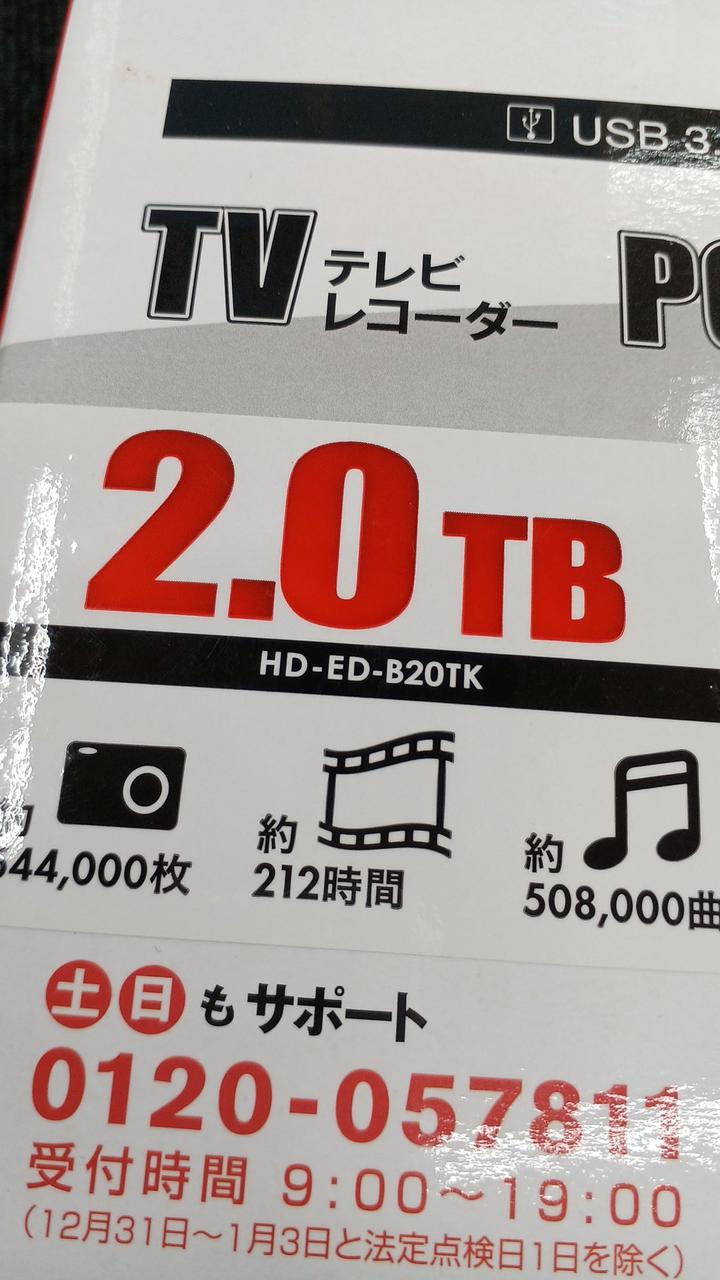 USB 3.
TV テレビ
レコーダー
PC
2.0TB
HD-ED-B20TK
約 約
44,000枚 212時間 508,000曲
土日もサポート
0120-057811
受付時間 9:00～19:00
(12月31日～1月3日と法定点検日1日を除く)